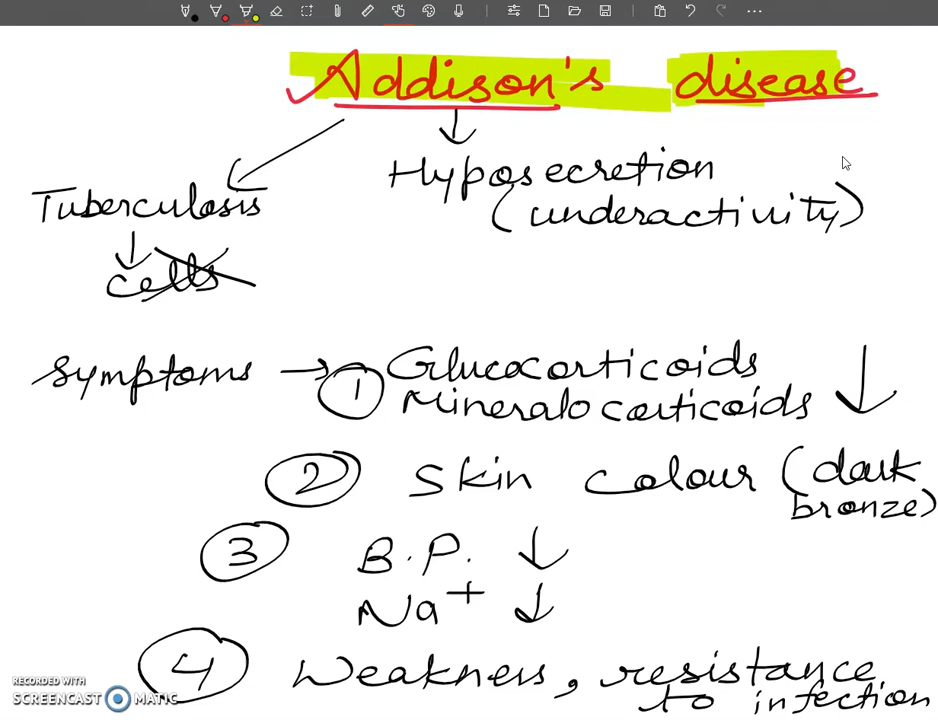 Addison's disease
Hyposecretion
(underactivity)
Tuberculosis
cells
Symptoms → ① Glucocorticoids
Mineralocorticoids ↓
② Skin colour (dark
bronze)
③ B.P. ↓
Na+ ↓
④ Weakness, resistance
to infection
RECORDED WITH
SCREENCAST MATIC